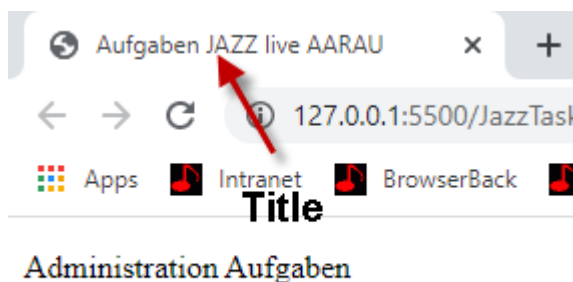 Aufgaben JAZZ live AARAU
127.0.0.1:5500/JazzTask
Apps Intranet BrowserBack
Title
Administration Aufgaben